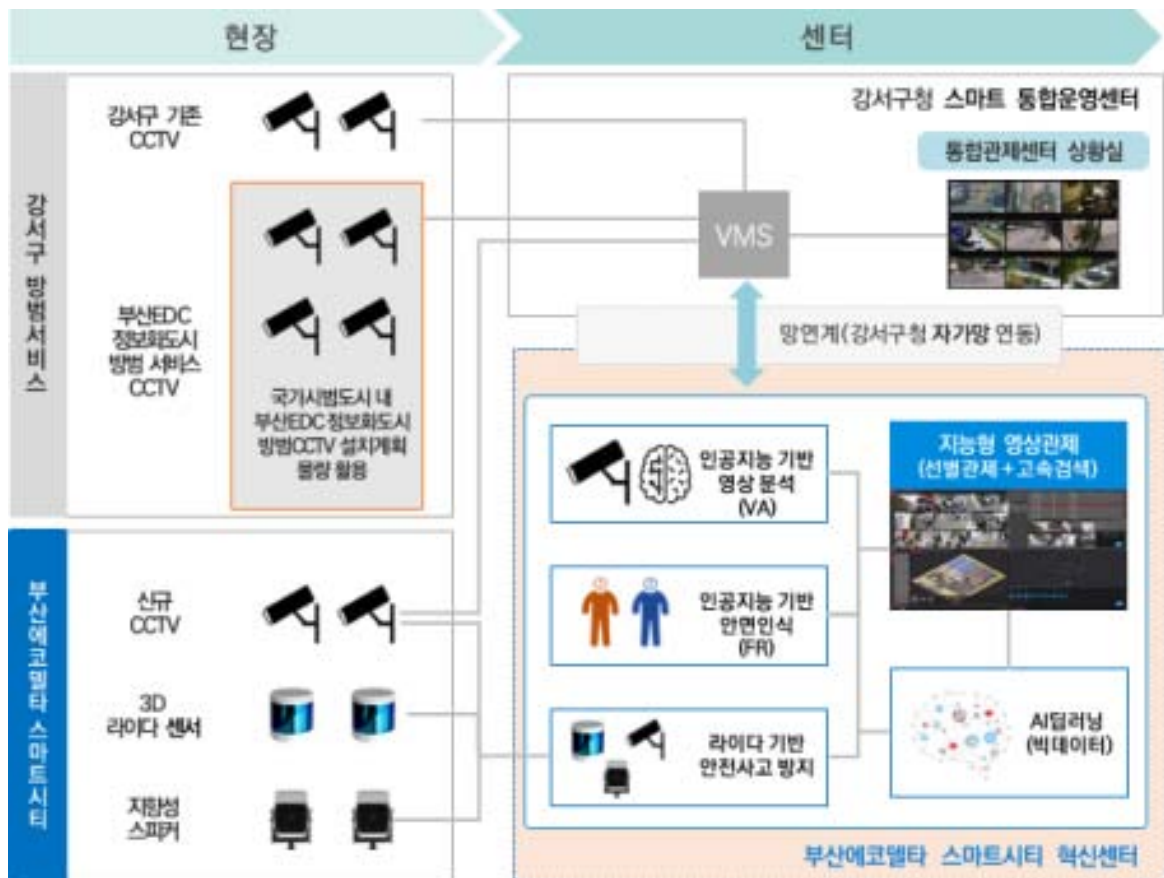 현장
센터
강서구 방범서비스
강서구 기존
CCTV
부산EDC
정보화도시
방범 서비스
CCTV
국가시범도시 내
부산EDC 정보화도시
방범CCTV 설치계획
물량 활용
강서구청 스마트 통합운영센터
통합관제센터 상황실
VMS
망연계(강서구청 자가망 연동)
부산에코델타 스마트시티
신규
CCTV
3D
라이다 센서
지향성
스피커
인공지능 기반
영상 분석
(VA)
인공지능 기반
안면인식
(FR)
라이다 기반
안전사고 방지
지능형 영상관제
(선별관제+고속검색)
AI딥러닝
(빅데이터)
부산에코델타 스마트시티 혁신센터